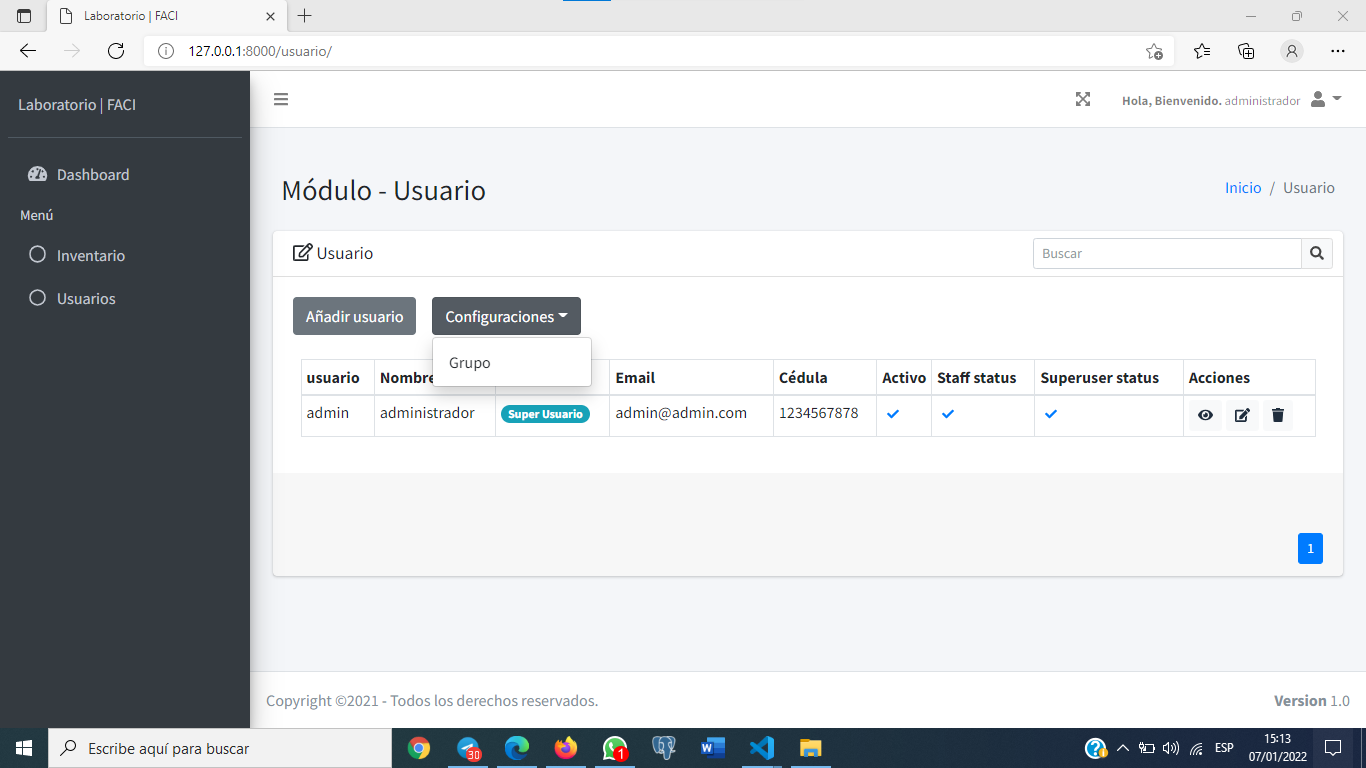 Laboratorio | FACI
127.0.0.1:8000/usuario/
Laboratorio | FACI
Hola, Bienvenido. administrador
Dashboard
Menú
Inventario
Usuarios
Módulo - Usuario
Inicio / Usuario
Usuario
Buscar
Añadir usuario
Configuraciones
Grupo
usuario Nombre Email Cédula Activo Staff status Superuser status Acciones
admin administrador Super Usuario admin@admin.com 1234567878
1
Copyright ©2021 - Todos los derechos reservados.
Version 1.0
Escribe aquí para buscar
30
1
ESP
15:13
07/01/2022